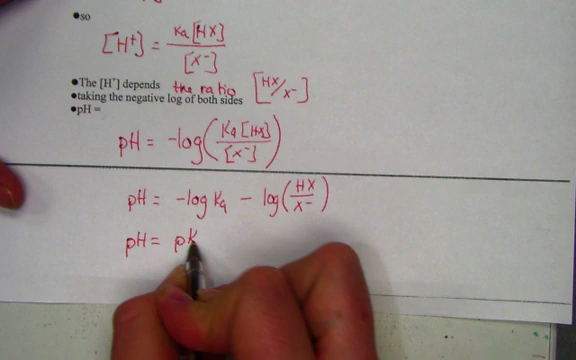 •so
[H⁺] = Ka[HX] / [X⁻]
•The [H⁺] depends the ratio [HX/X⁻]
•taking the negative log of both sides
•pH =
pH = -log(Ka[HX] / [X⁻])
pH = -log Ka - log(HX / X⁻)
pH = pK